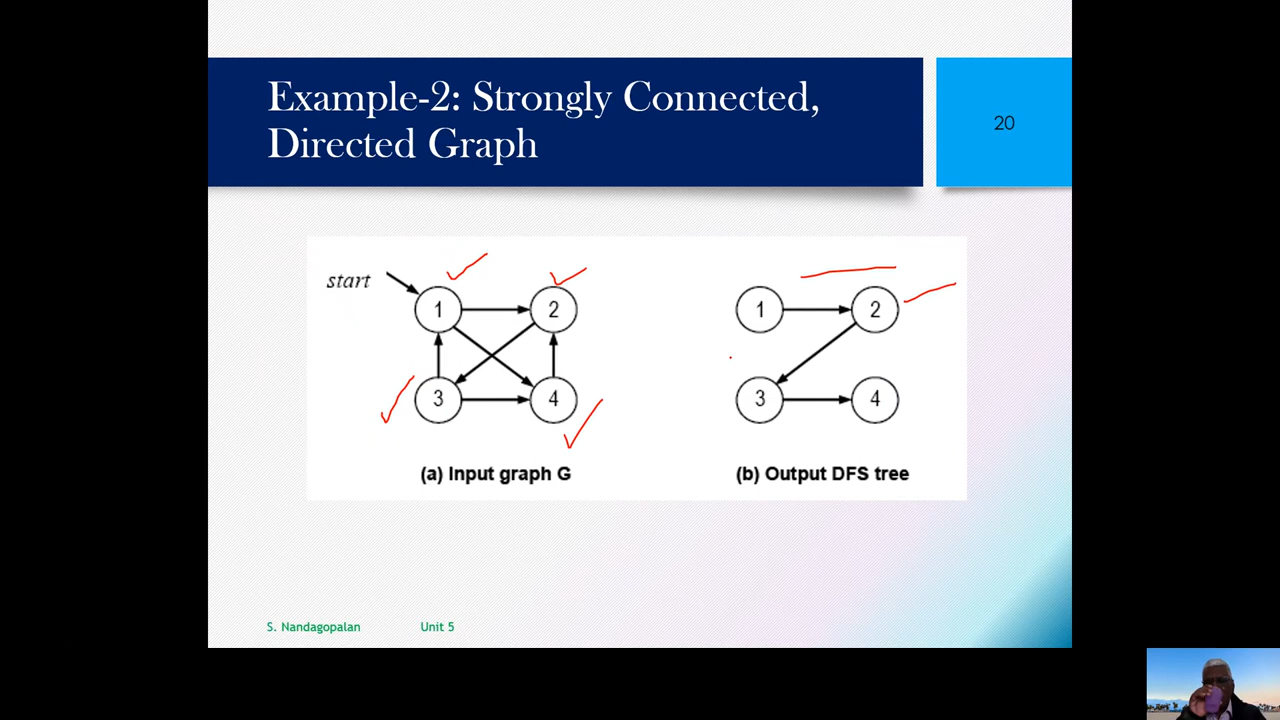 Example-2: Strongly Connected,
Directed Graph
20
start
1
2
3
4
(a) Input graph G
1
2
3
4
(b) Output DFS tree
S. Nandagopalan
Unit 5